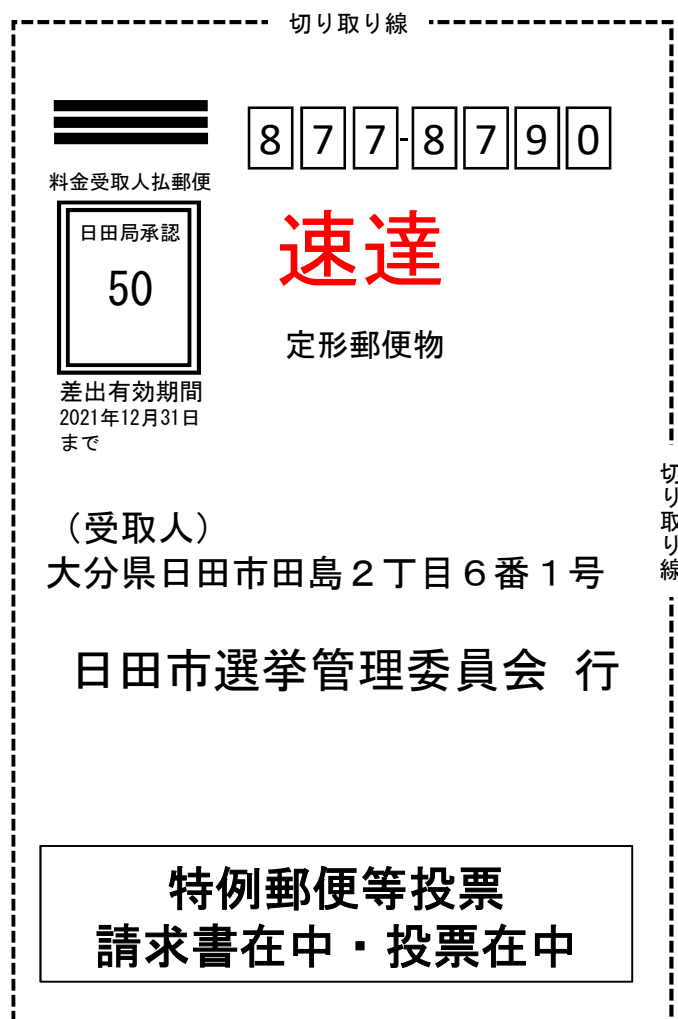 切り取り線
877-8790
料金受取人払郵便
日田局承認
50
速達
定形郵便物
差出有効期間
2021年12月31日
まで
切り取り線
（受取人）
大分県日田市田島２丁目６番１号
日田市選挙管理委員会 行
特例郵便等投票
請求書在中・投票在中